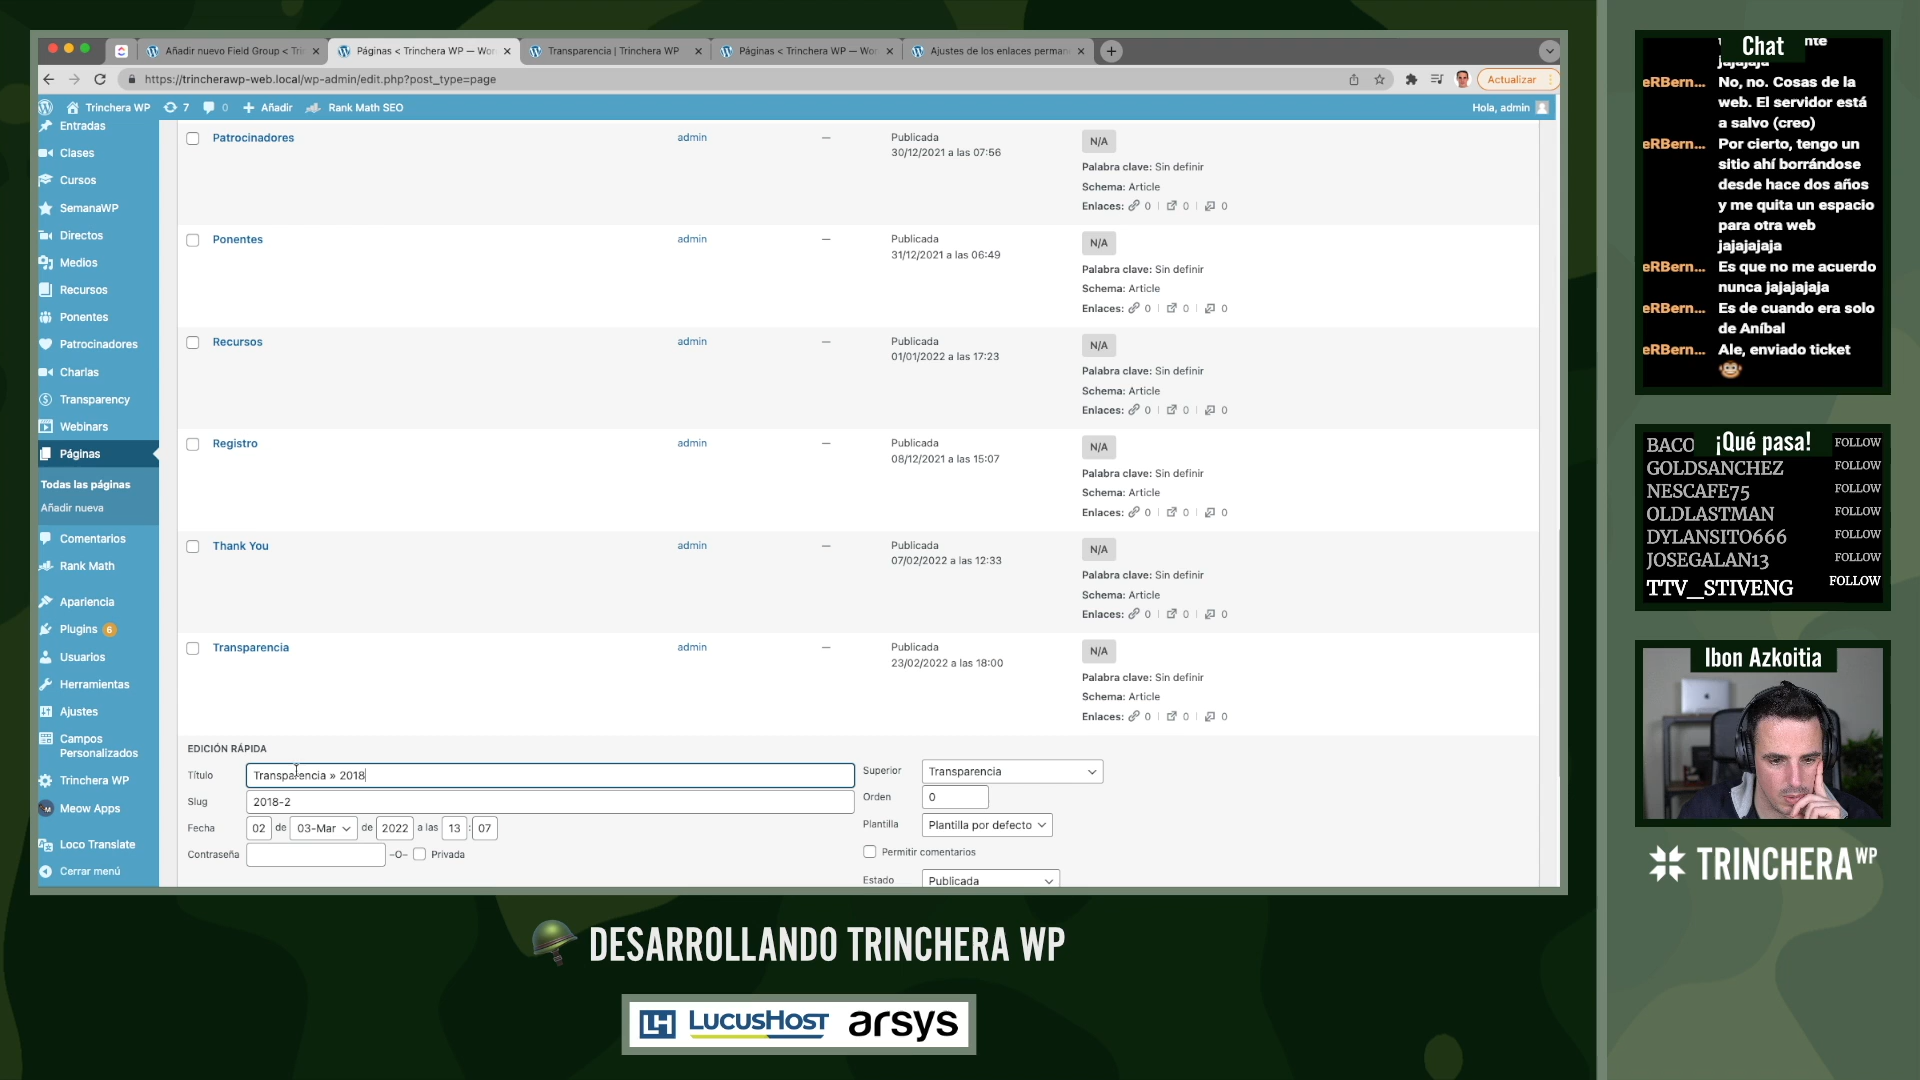 Añadir nuevo Field Group < Tri
Páginas < Trinchera WP — Wor
Transparencia | Trinchera WP
Páginas < Trinchera WP — Wo
Ajustes de los enlaces perman
https://trincherawp-web.local/wp-admin/edit.php?post_type=page
Actualizar
Trinchera WP
7
0
Añadir
Rank Math SEO
Hola, admin
Entradas
Clases
Cursos
SemanaWP
Directos
Medios
Recursos
Ponentes
Patrocinadores
Charlas
Transparency
Webinars
Páginas
Todas las páginas
Añadir nueva
Comentarios
Rank Math
Apariencia
Plugins 6
Usuarios
Herramientas
Ajustes
Campos
Personalizados
Trinchera WP
Meow Apps
Loco Translate
Cerrar menú
Patrocinadores
admin
—
Publicada
30/12/2021 a las 07:56
N/A
Palabra clave: Sin definir
Schema: Article
Enlaces: 0 | 0 | 0
Ponentes
admin
—
Publicada
31/12/2021 a las 06:49
N/A
Palabra clave: Sin definir
Schema: Article
Enlaces: 0 | 0 | 0
Recursos
admin
—
Publicada
01/01/2022 a las 17:23
N/A
Palabra clave: Sin definir
Schema: Article
Enlaces: 0 | 0 | 0
Registro
admin
—
Publicada
08/12/2021 a las 15:07
N/A
Palabra clave: Sin definir
Schema: Article
Enlaces: 0 | 0 | 0
Thank You
admin
—
Publicada
07/02/2022 a las 12:33
N/A
Palabra clave: Sin definir
Schema: Article
Enlaces: 0 | 0 | 0
Transparencia
admin
—
Publicada
23/02/2022 a las 18:00
N/A
Palabra clave: Sin definir
Schema: Article
Enlaces: 0 | 0 | 0
EDICIÓN RÁPIDA
Título Transparencia » 2018
Slug 2018-2
Fecha 02 de 03-Mar de 2022 a las 13 : 07
Contraseña –O– Privada
Superior Transparencia
Orden 0
Plantilla Plantilla por defecto
Permitir comentarios
Estado Publicada
Chat
nte
jajajaja
eRBern... No, no. Cosas de la
web. El servidor está
a salvo (creo)
eRBern... Por cierto, tengo un
sitio ahí borrándose
desde hace dos años
y me quita un espacio
para otra web
jajajajaja
eRBern... Es que no me acuerdo
nunca jajajajaja
eRBern... Es de cuando era solo
de Aníbal
eRBern... Ale, enviado ticket
¡Qué pasa!
BACO FOLLOW
GOLDSANCHEZ FOLLOW
NESCAFE75 FOLLOW
OLDLASTMAN FOLLOW
DYLANSITO666 FOLLOW
JOSEGALAN13 FOLLOW
TTV_STIVENG FOLLOW
Ibon Azkoitia
TRINCHERA WP
DESARROLLANDO TRINCHERA WP
LH LUCUSHOST arsys